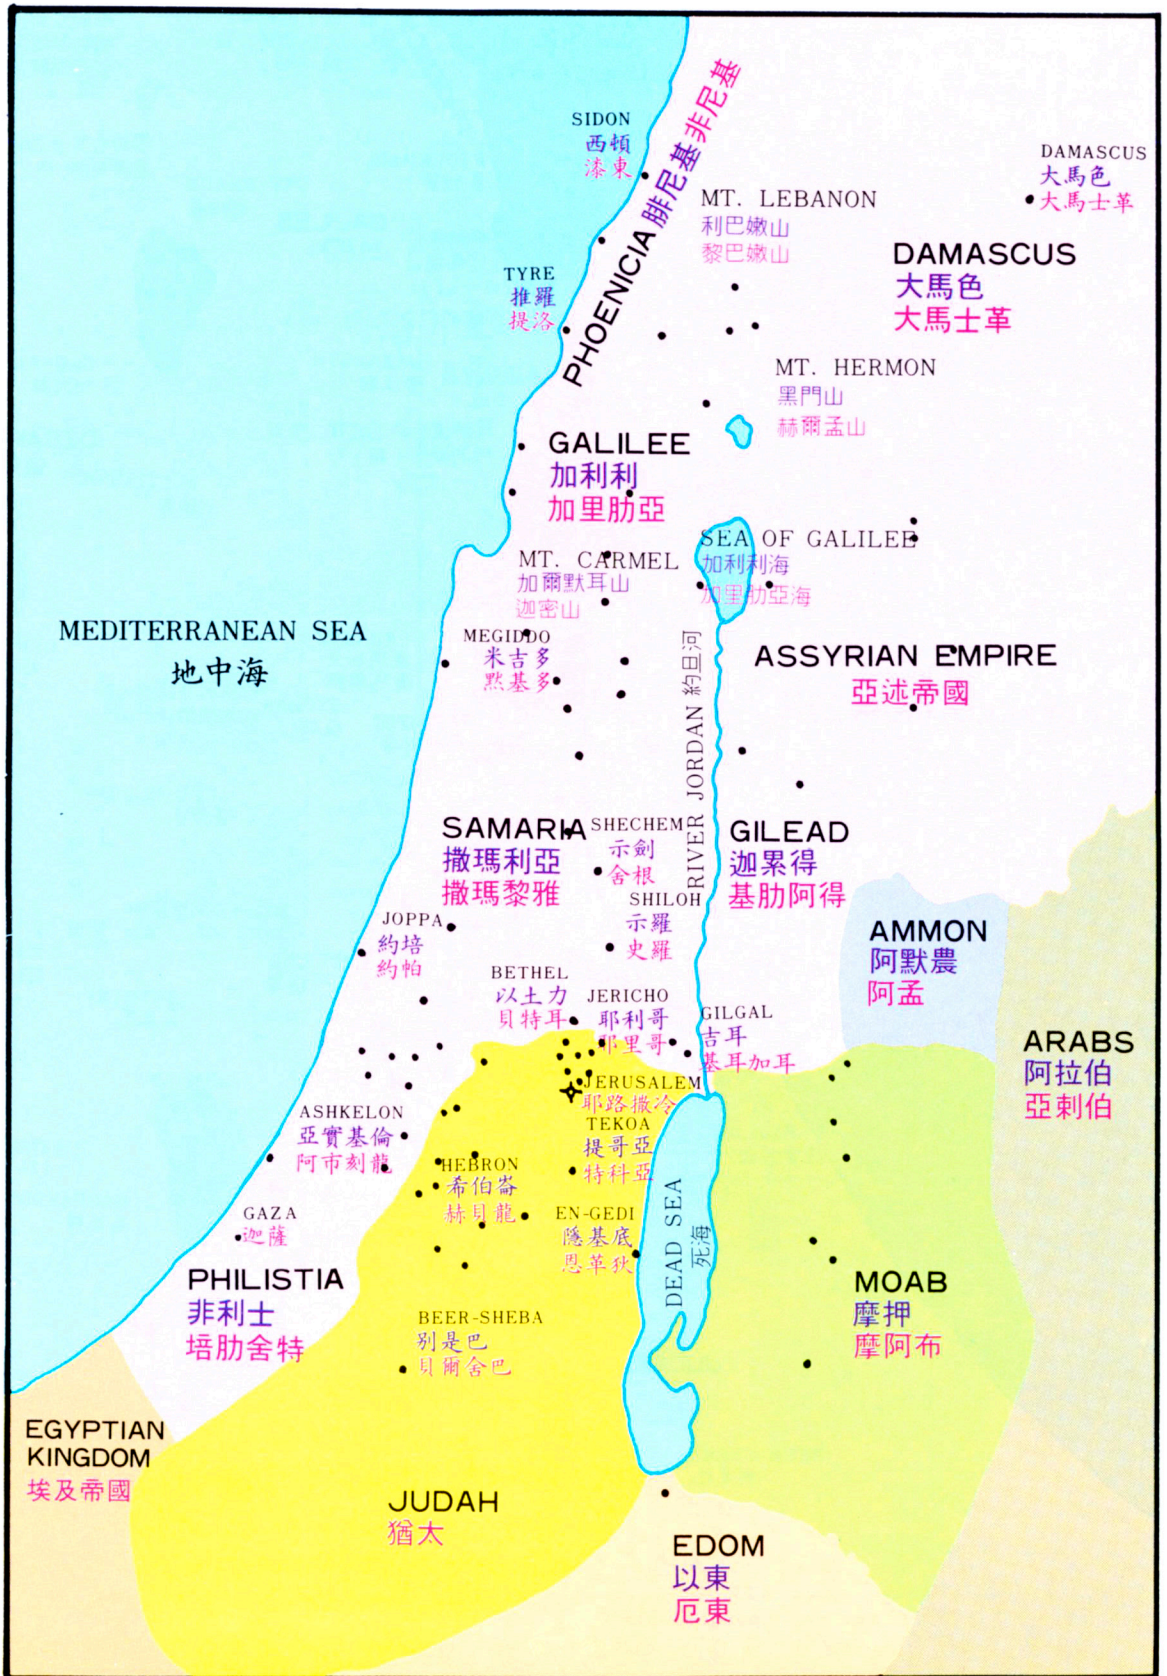 SIDON
西頓
漆東
PHOENICIA 腓尼基 非尼基
DAMASCUS
大馬色
大馬士革
MT. LEBANON
利巴嫩山
黎巴嫩山
DAMASCUS
大馬色
大馬士革
TYRE
推羅
提洛
MT. HERMON
黑門山
赫爾孟山
GALILEE
加利利
加里肋亞
SEA OF GALILEE
加利利海
加里肋亞海
MT. CARMEL
加爾默耳山
迦密山
MEDITERRANEAN SEA
地中海
MEGIDDO
米吉多
默基多
RIVER JORDAN 約旦河
ASSYRIAN EMPIRE
亞述帝國
SAMARIA
撒瑪利亞
撒瑪黎雅
SHECHEM
示劍
舍根
GILEAD
迦累得
基肋阿得
SHILOH
示羅
史羅
JOPPA
約培
約帕
AMMON
阿默農
阿孟
BETHEL
以土力
貝特耳
JERICHO
耶利哥
耶里哥
GILGAL
吉耳
基耳加耳
ARABS
阿拉伯
亞剌伯
JERUSALEM
耶路撒冷
ASHKELON
亞實基倫
阿市刻龍
TEKOA
提哥亞
特科亞
HEBRON
希伯崙
赫貝龍
GAZA
迦薩
EN-GEDI
隱基底
恩革狄
DEAD SEA
死海
PHILISTIA
非利士
培肋舍特
MOAB
摩押
摩阿布
BEER-SHEBA
別是巴
貝爾舍巴
EGYPTIAN
KINGDOM
埃及帝國
JUDAH
猶太
EDOM
以東
厄東